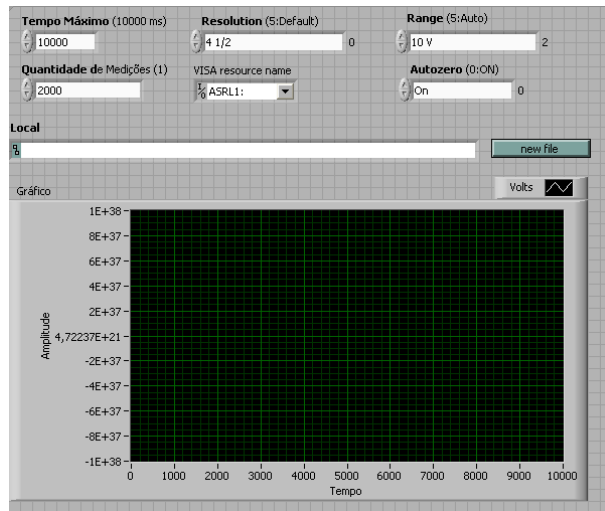 Tempo Máximo (10000 ms)
Resolution (5:Default)
Range (5:Auto)
10000
4 1/2
0
10 V
2
Quantidade de Medições (1)
VISA resource name
Autozero (0:ON)
2000
I/0
ASRL1:
On
0
Local
new file
Gráfico
Volts
1E+38
8E+37
6E+37
4E+37
2E+37
4,72237E+21
-2E+37
-4E+37
-6E+37
-8E+37
-1E+38
Amplitude
0 1000 2000 3000 4000 5000 6000 7000 8000 9000 10000
Tempo